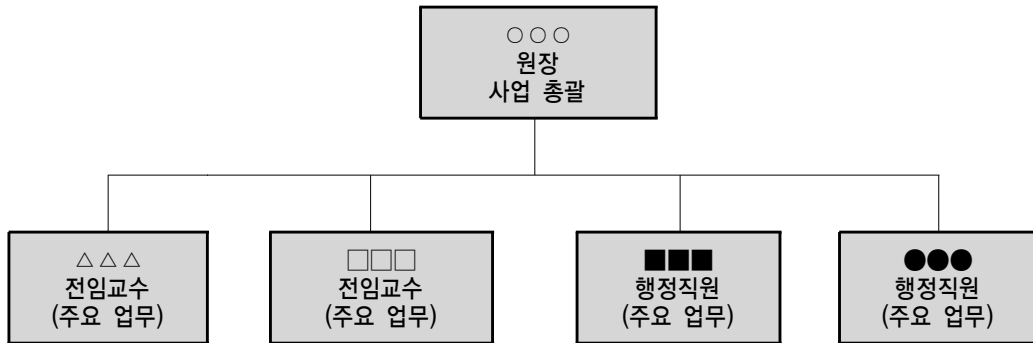 ○○○
원장
사업 총괄
△△△
전임교수
(주요 업무)
□□□
전임교수
(주요 업무)
■■■
행정직원
(주요 업무)
●●●
행정직원
(주요 업무)